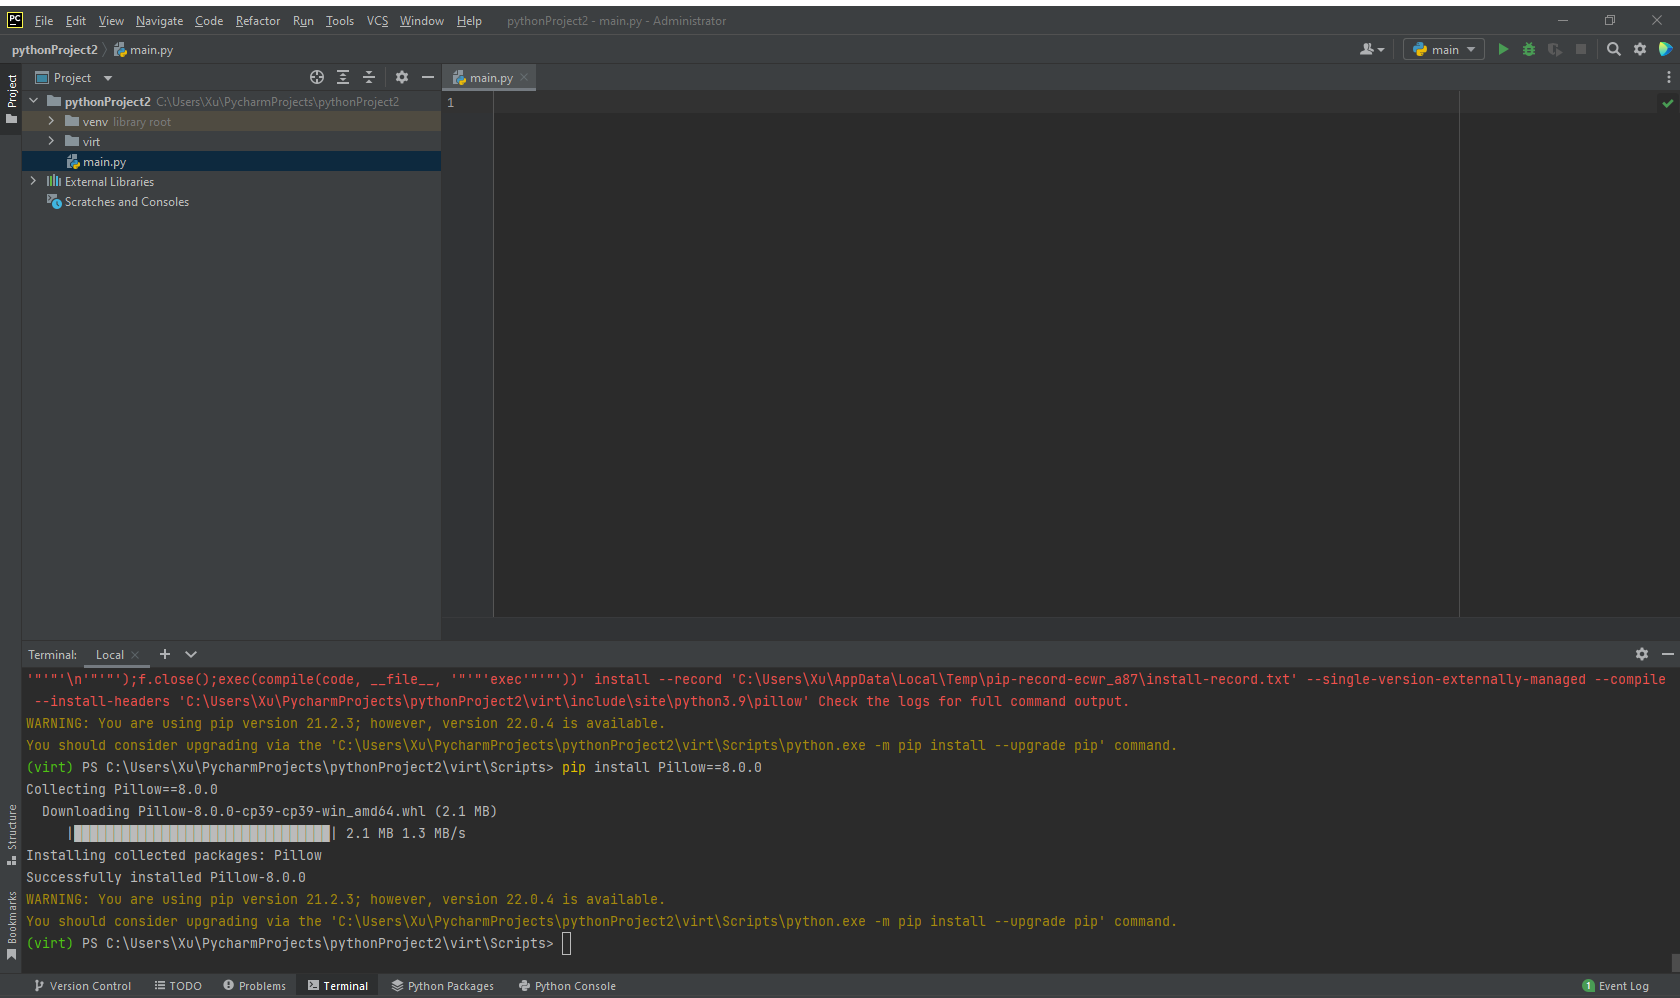 PC File Edit View Navigate Code Refactor Run Tools VCS Window Help pythonProject2 - main.py - Administrator
pythonProject2 main.py main
Project
Project main.py
pythonProject2 C:\Users\Xu\PycharmProjects\pythonProject2
1
venv library root
virt
main.py
External Libraries
Scratches and Consoles
Terminal: Local
'"'"'\n'"'"');f.close();exec(compile(code, __file__, '"'"'exec'"'"'))' install --record 'C:\Users\Xu\AppData\Local\Temp\pip-record-ecwr_a87\install-record.txt' --single-version-externally-managed --compile
--install-headers 'C:\Users\Xu\PycharmProjects\pythonProject2\virt\include\site\python3.9\pillow' Check the logs for full command output.
WARNING: You are using pip version 21.2.3; however, version 22.0.4 is available.
You should consider upgrading via the 'C:\Users\Xu\PycharmProjects\pythonProject2\virt\Scripts\python.exe -m pip install --upgrade pip' command.
(virt) PS C:\Users\Xu\PycharmProjects\pythonProject2\virt\Scripts> pip install Pillow==8.0.0
Collecting Pillow==8.0.0
Downloading Pillow-8.0.0-cp39-cp39-win_amd64.whl (2.1 MB)
|████████████████████████████████| 2.1 MB 1.3 MB/s
Installing collected packages: Pillow
Successfully installed Pillow-8.0.0
WARNING: You are using pip version 21.2.3; however, version 22.0.4 is available.
You should consider upgrading via the 'C:\Users\Xu\PycharmProjects\pythonProject2\virt\Scripts\python.exe -m pip install --upgrade pip' command.
(virt) PS C:\Users\Xu\PycharmProjects\pythonProject2\virt\Scripts>
Structure
Bookmarks
Version Control TODO Problems Terminal Python Packages Python Console 1 Event Log